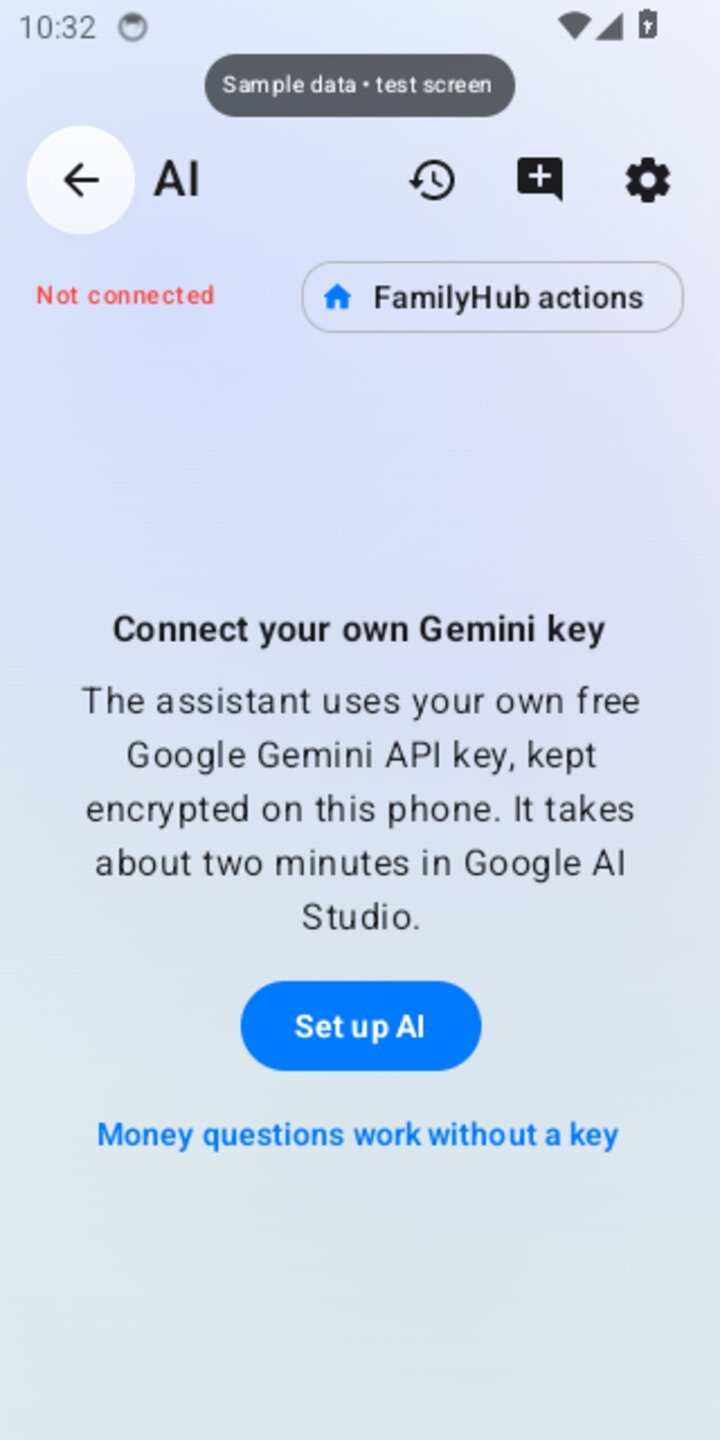 10:32
Sample data • test screen
AI
Not connected
FamilyHub actions
Connect your own Gemini key
The assistant uses your own free
Google Gemini API key, kept
encrypted on this phone. It takes
about two minutes in Google AI
Studio.
Set up AI
Money questions work without a key